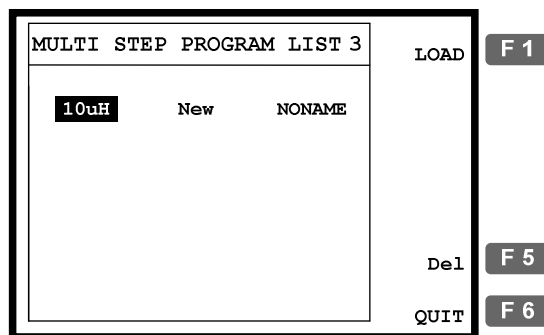 MULTI STEP PROGRAM LIST 3
LOAD F 1
10uH New NONAME
Del F 5
QUIT F 6